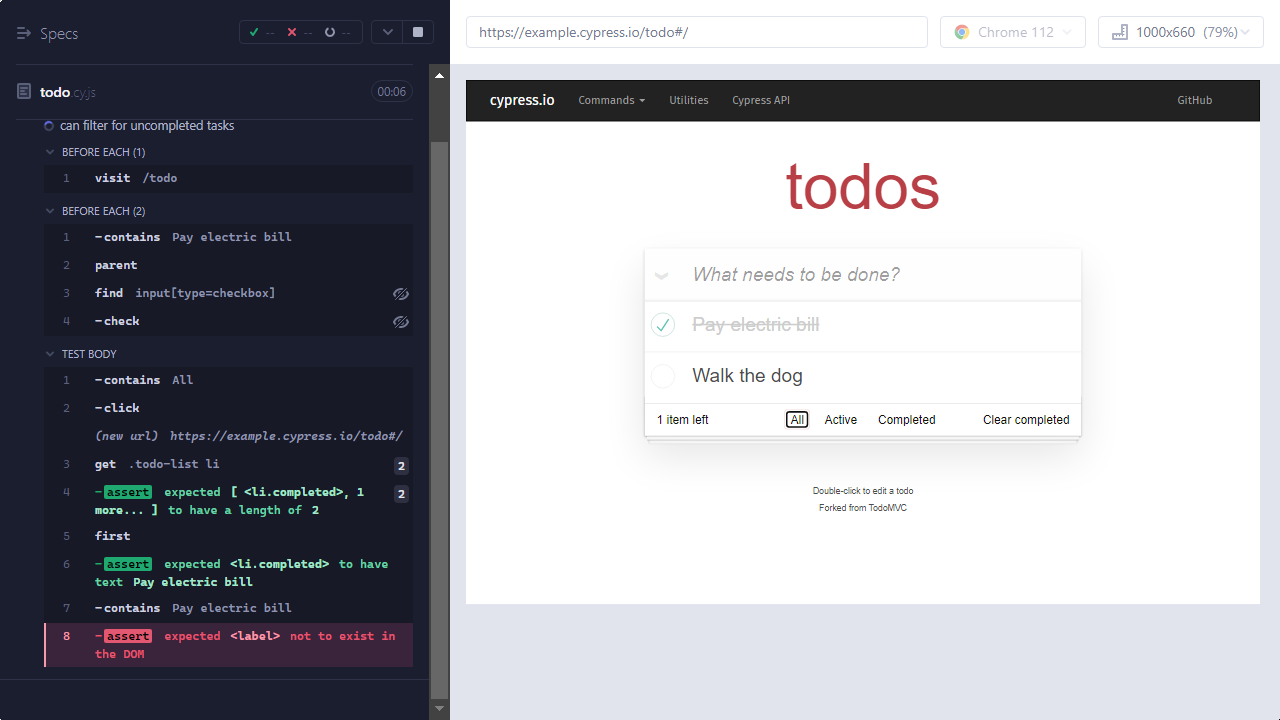 Specs
-- -- --
todo.cy.js
00:06
can filter for uncompleted tasks
BEFORE EACH (1)
1 visit /todo
BEFORE EACH (2)
1 -contains Pay electric bill
2 parent
3 find input[type=checkbox]
4 -check
TEST BODY
1 -contains All
2 -click
(new url) https://example.cypress.io/todo#/
3 get .todo-list li 2
4 -assert expected [ <li.completed>, 1 2
more... ] to have a length of 2
5 first
6 -assert expected <li.completed> to have
text Pay electric bill
7 -contains Pay electric bill
8 -assert expected <label> not to exist in
the DOM
https://example.cypress.io/todo#/
Chrome 112
1000x660 (79%)
cypress.io Commands Utilities Cypress API GitHub
todos
What needs to be done?
Pay electric bill
Walk the dog
1 item left All Active Completed Clear completed
Double-click to edit a todo
Forked from TodoMVC